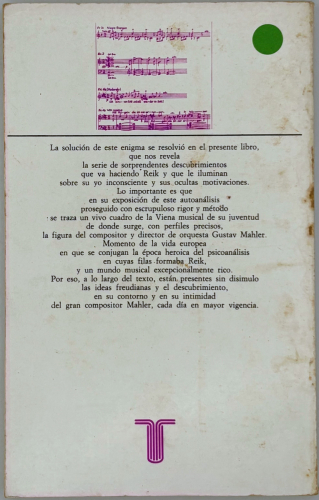 La solución de este enigma se resolvió en el presente libro,
que nos revela
la serie de sorprendentes descubrimientos
que va haciendo Reik y que le iluminan
sobre su yo inconsciente y sus ocultas motivaciones.
Lo importante es que
en su exposición de este autoanálisis
proseguido con escrupuloso rigor y método
se traza un vivo cuadro de la Viena musical de su juventud
de donde surge, con perfiles precisos,
la figura del compositor y director de orquesta Gustav Mahler.
Momento de la vida europea
en que se conjugan la época heroica del psicoanálisis
en cuyas filas formaba Reik,
y un mundo musical excepcionalmente rico.
Por eso, a lo largo del texto, están presentes sin disimulo
las ideas freudianas y el descubrimiento,
en su contorno y en su intimidad
del gran compositor Mahler, cada día en mayor vigencia.